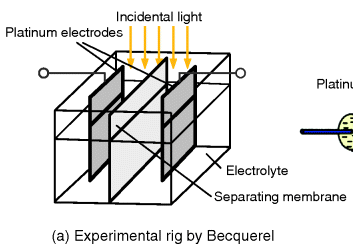 Incidental light
Platinum electrodes
Electrolyte
Separating membrane
(a) Experimental rig by Becquerel